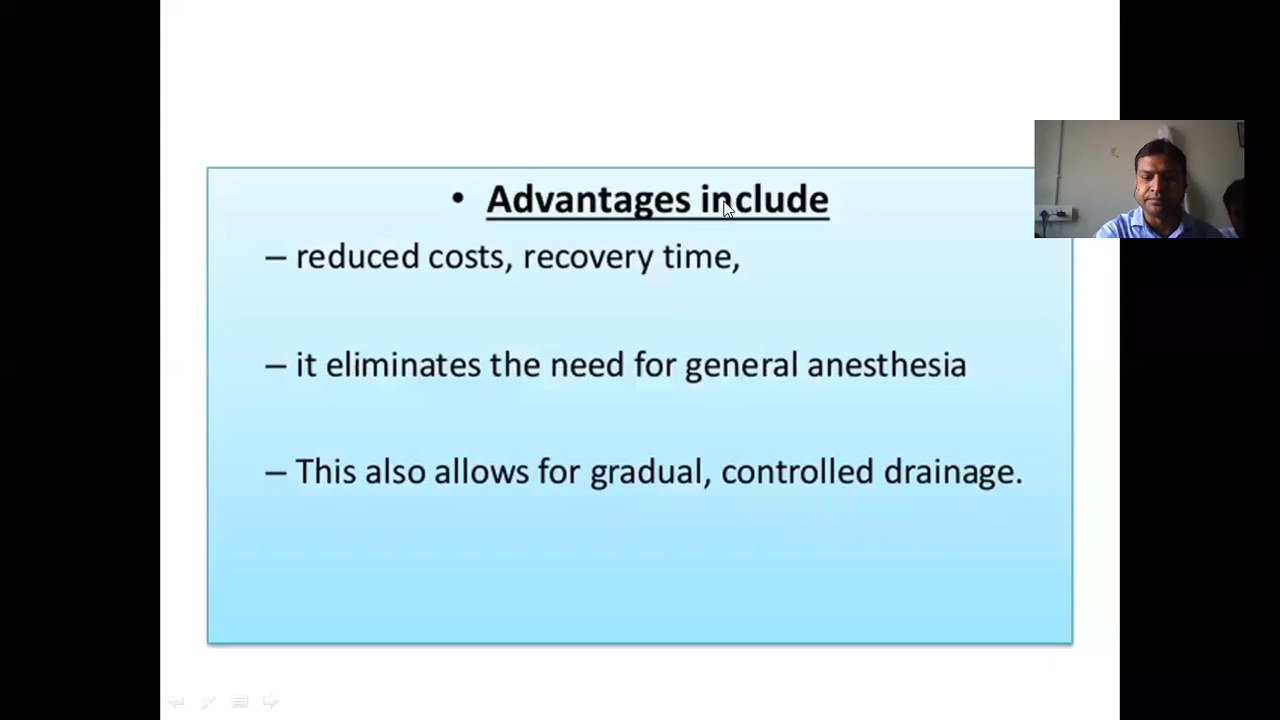 • Advantages include
– reduced costs, recovery time,
– it eliminates the need for general anesthesia
– This also allows for gradual, controlled drainage.